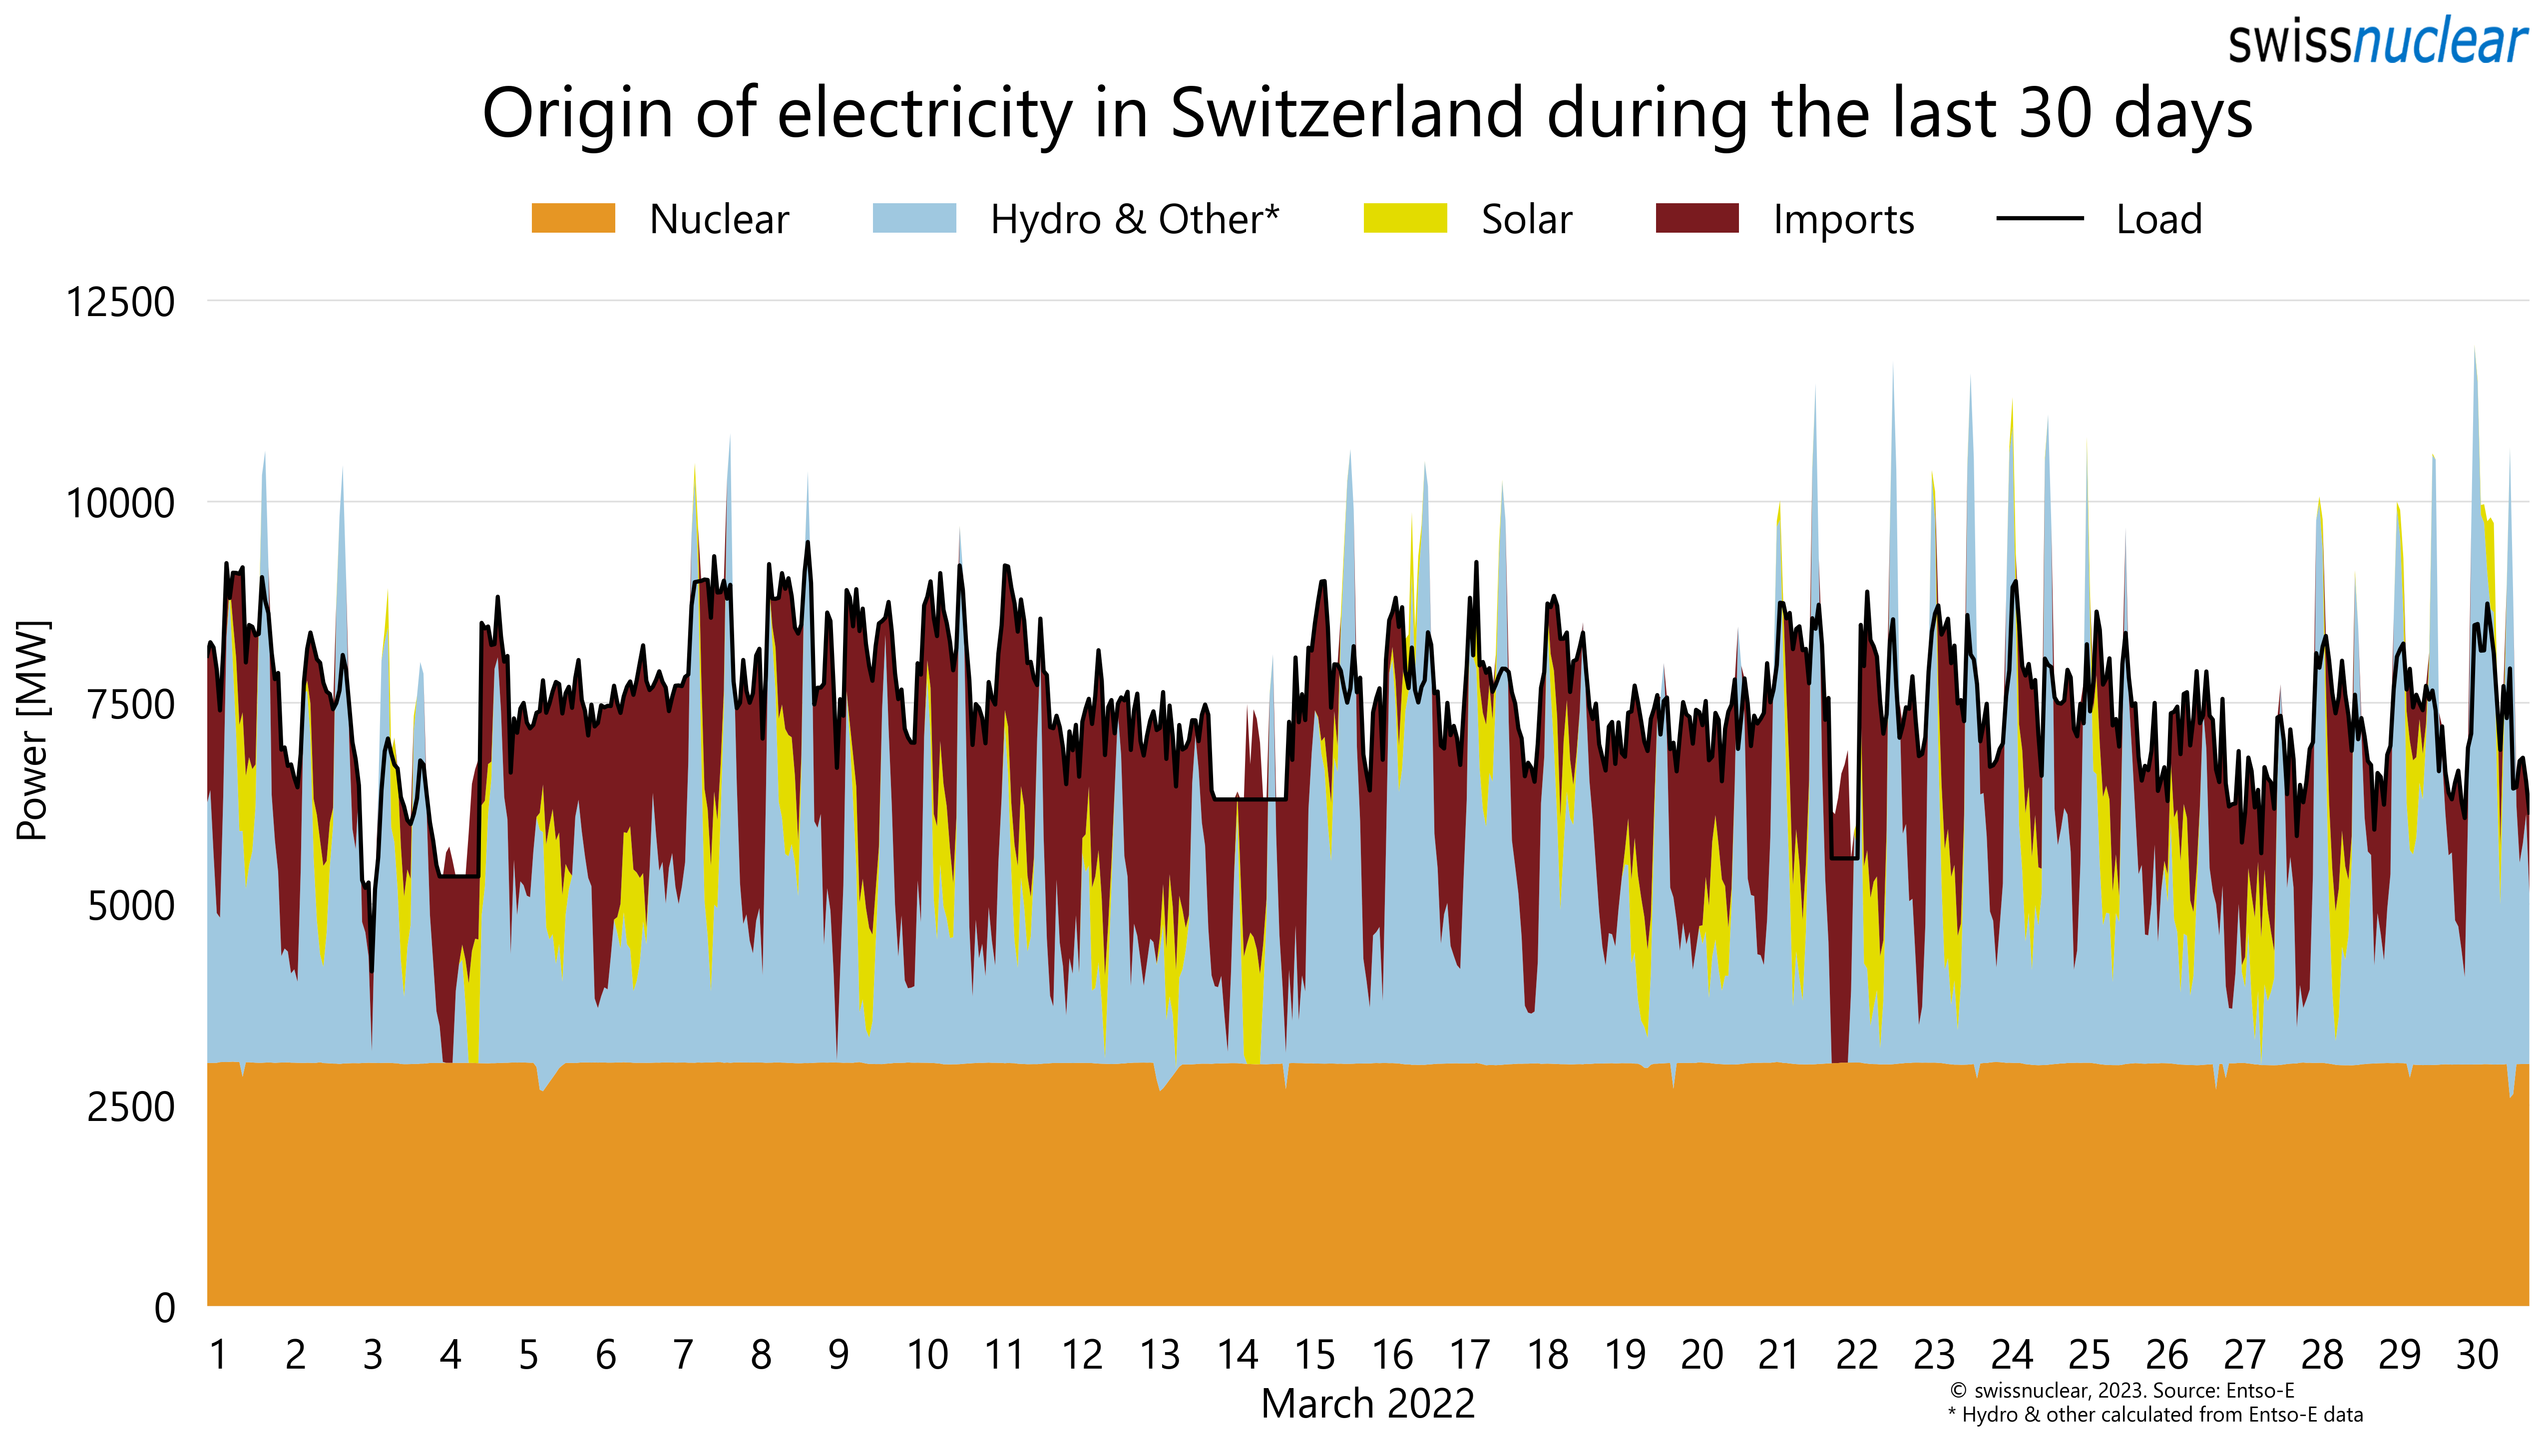 swissnuclear
Origin of electricity in Switzerland during the last 30 days
Nuclear Hydro & Other* Solar Imports Load
12500
10000
7500
5000
2500
0
Power [MW]
1 2 3 4 5 6 7 8 9 10 11 12 13 14 15 16 17 18 19 20 21 22 23 24 25 26 27 28 29 30
March 2022
© swissnuclear, 2023. Source: Entso-E
* Hydro & other calculated from Entso-E data